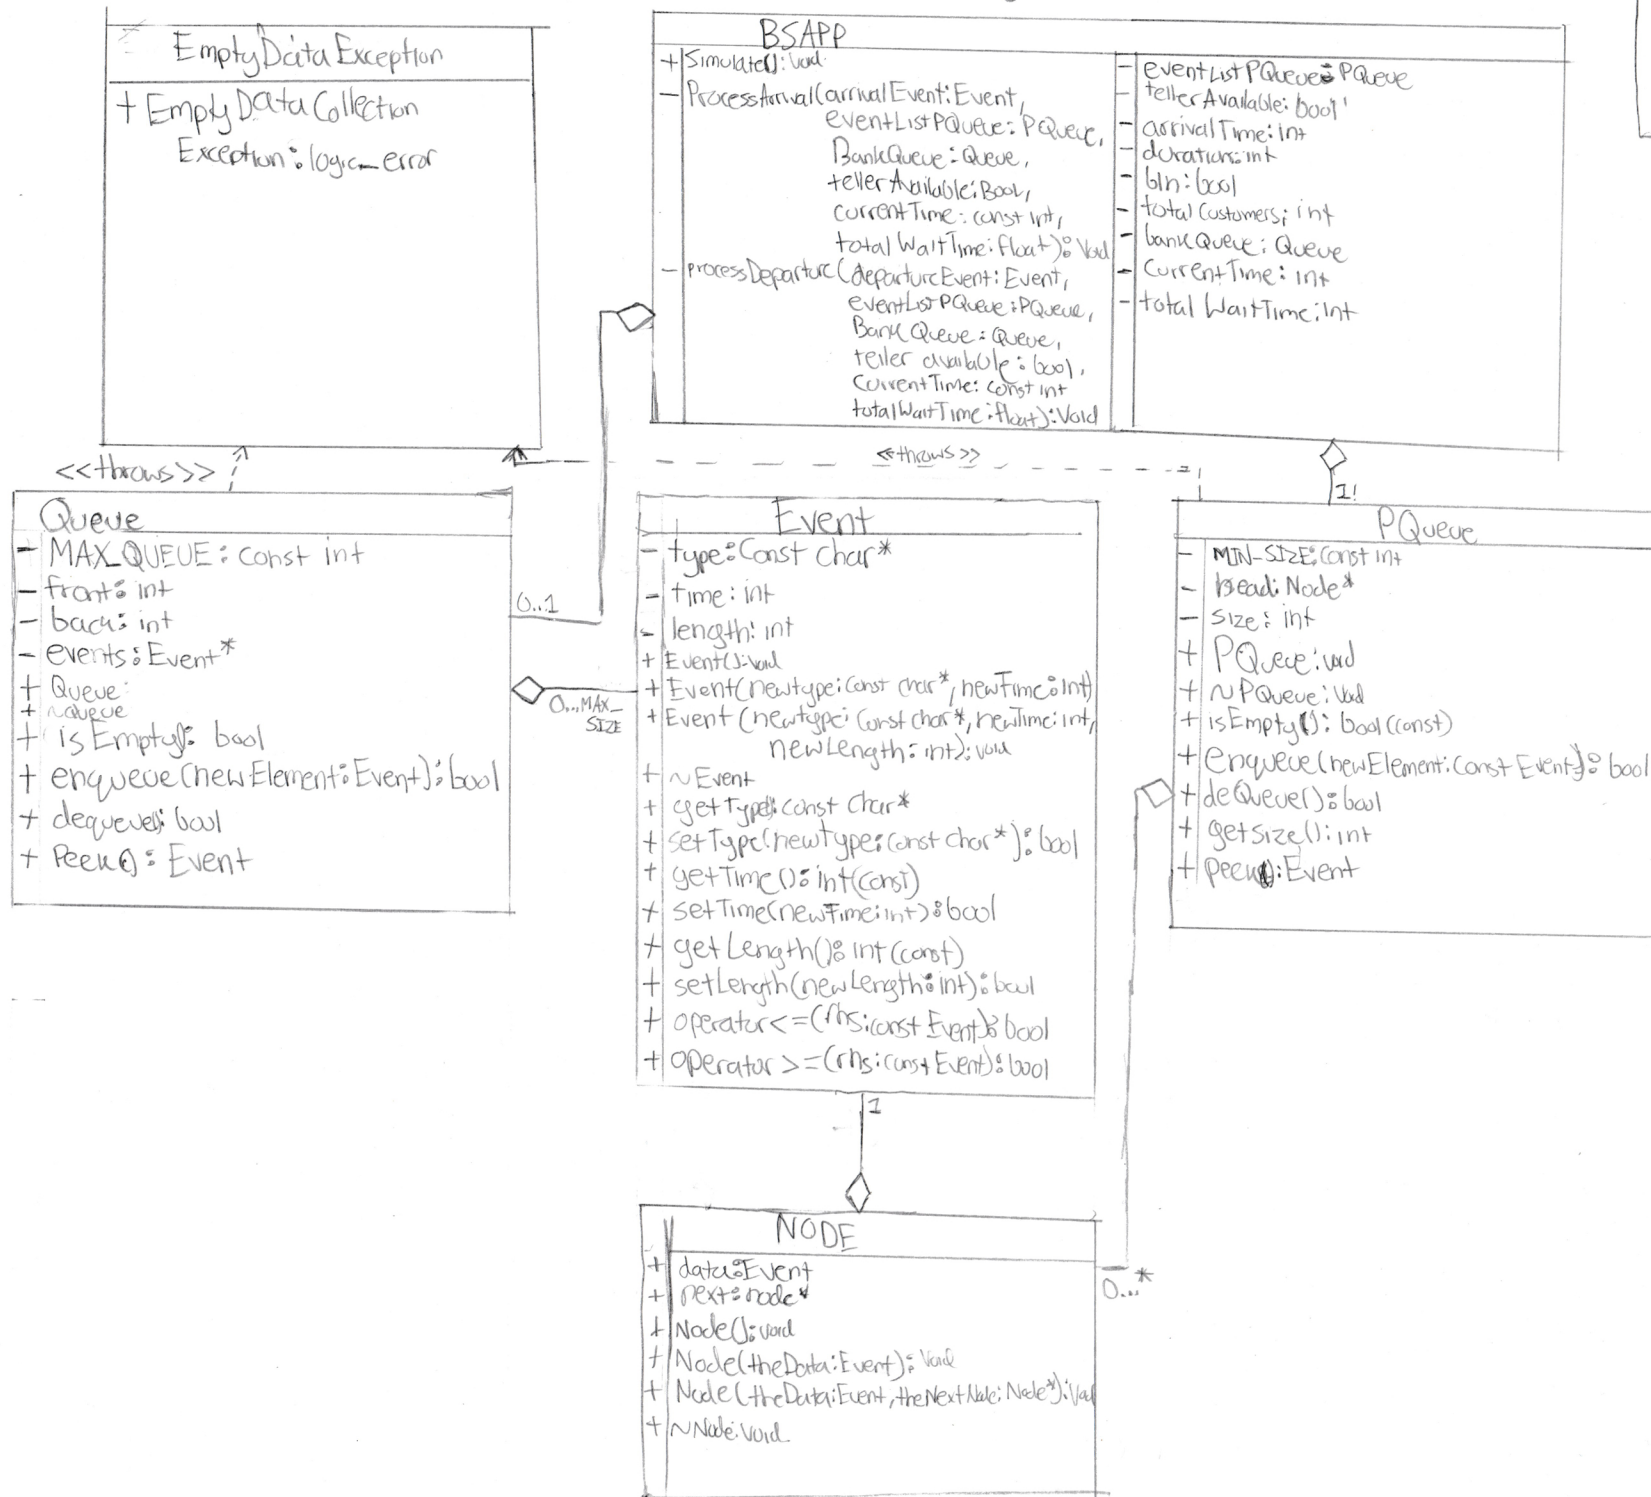 EmptyDataException
+ EmptyDataCollection
Exception: logic_error
BSAPP
+ Simulate(): Void
- ProcessArrival(arrivalEvent: Event,
eventListPQueue: PQueue,
BankQueue: Queue,
tellerAvailable: Bool,
currentTime: const int,
total WaitTime: float): Void
- processDeparture(departureEvent: Event,
eventListPQueue: PQueue,
Bank Queue: Queue,
teller available: bool,
CurrentTime: const int
totalWaitTime: float): Void
- eventListPQueue: PQueue
- tellerAvailable: bool
- arrivalTime: int
- duration: int
- bln: bool
- total Customers: int
- bankQueue: Queue
- CurrentTime: int
- total WaitTime: int
<<throws>>
<<throws>>
1
Queue
- MAX_QUEUE: const int
- front: int
- back: int
- events: Event*
+ Queue:
+ ~queue
+ isEmpty(): bool
+ enqueue(newElement: Event): bool
+ dequeue(): bool
+ Peek(): Event
0..1
0...MAX_
SIZE
Event
- type: Const char*
- time: int
- length: int
+ Event(): void
+ Event(newtype: Const char*, newTime: int)
+ Event (newtype: Const char*, newTime: int,
newLength: int): void
+ ~Event
+ getType(): const char*
+ setType(newtype: const char*): bool
+ getTime(): int(const)
+ setTime(newTime: int): bool
+ getLength(): int(const)
+ setLength(newLength: int): bool
+ operator<=(rhs: const Event): bool
+ operator>=(rhs: const Event): bool
PQueue
- MIN-SIZE: Const int
- head: Node*
- size: int
+ PQueue: void
+ ~PQueue: Void
+ isEmpty(): bool(const)
+ enqueue(newElement: Const Event): bool
+ deQueue(): bool
+ getsize(): int
+ peek(): Event
1
NODE
+ data: Event
+ next: node*
+ Node(): void
+ Node(theData: Event): Void
+ Node(theData: Event, theNextNode: Node*): Void
+ ~Node: Void
0...*